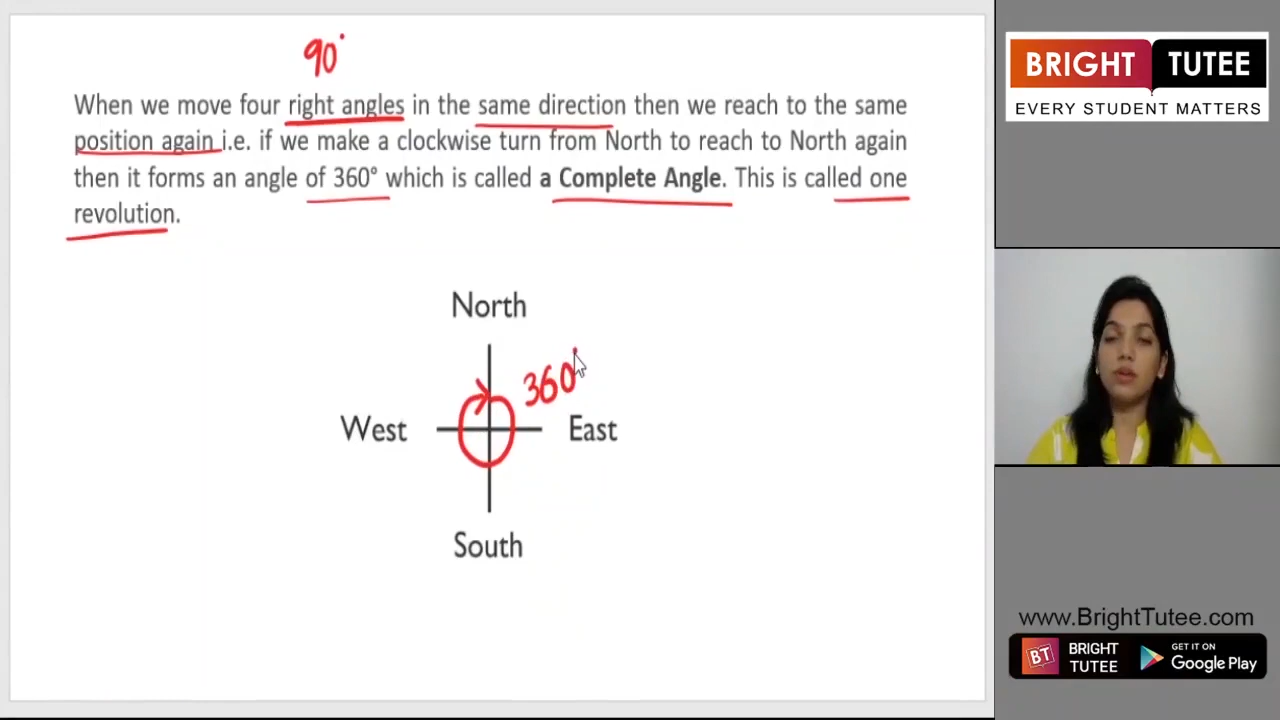 90°
When we move four right angles in the same direction then we reach to the same
position again i.e. if we make a clockwise turn from North to reach to North again
then it forms an angle of 360° which is called a Complete Angle. This is called one
revolution.
North
360°
West
East
South
BRIGHT TUTEE
EVERY STUDENT MATTERS
www.BrightTutee.com
BT
BRIGHT
TUTEE
GET IT ON
Google Play